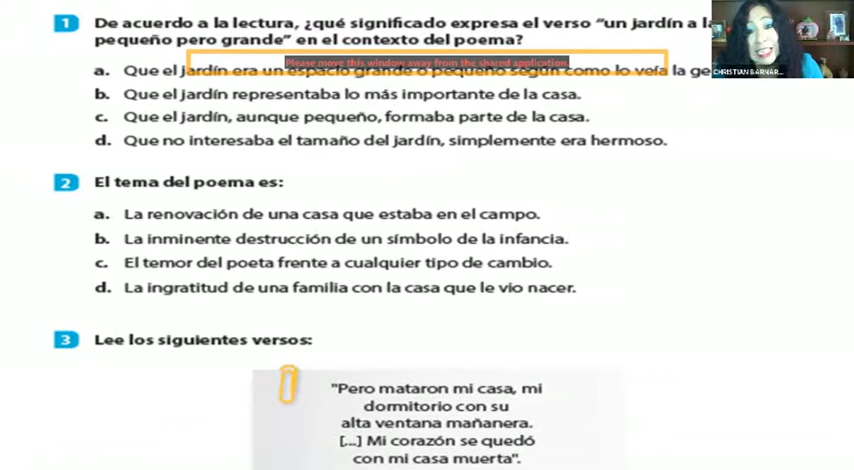 1 De acuerdo a la lectura, ¿qué significado expresa el verso "un jardín a la
pequeño pero grande" en el contexto del poema?
Please move this window away from the shared application.
a. Que el jardín era un espacio grande o pequeño según como lo veía la ge
CHRISTIAN BARNAR...
b. Que el jardín representaba lo más importante de la casa.
c. Que el jardín, aunque pequeño, formaba parte de la casa.
d. Que no interesaba el tamaño del jardín, simplemente era hermoso.
2 El tema del poema es:
a. La renovación de una casa que estaba en el campo.
b. La inminente destrucción de un símbolo de la infancia.
c. El temor del poeta frente a cualquier tipo de cambio.
d. La ingratitud de una familia con la casa que le vio nacer.
3 Lee los siguientes versos:
"Pero mataron mi casa, mi
dormitorio con su
alta ventana mañanera.
[...] Mi corazón se quedó
con mi casa muerta".